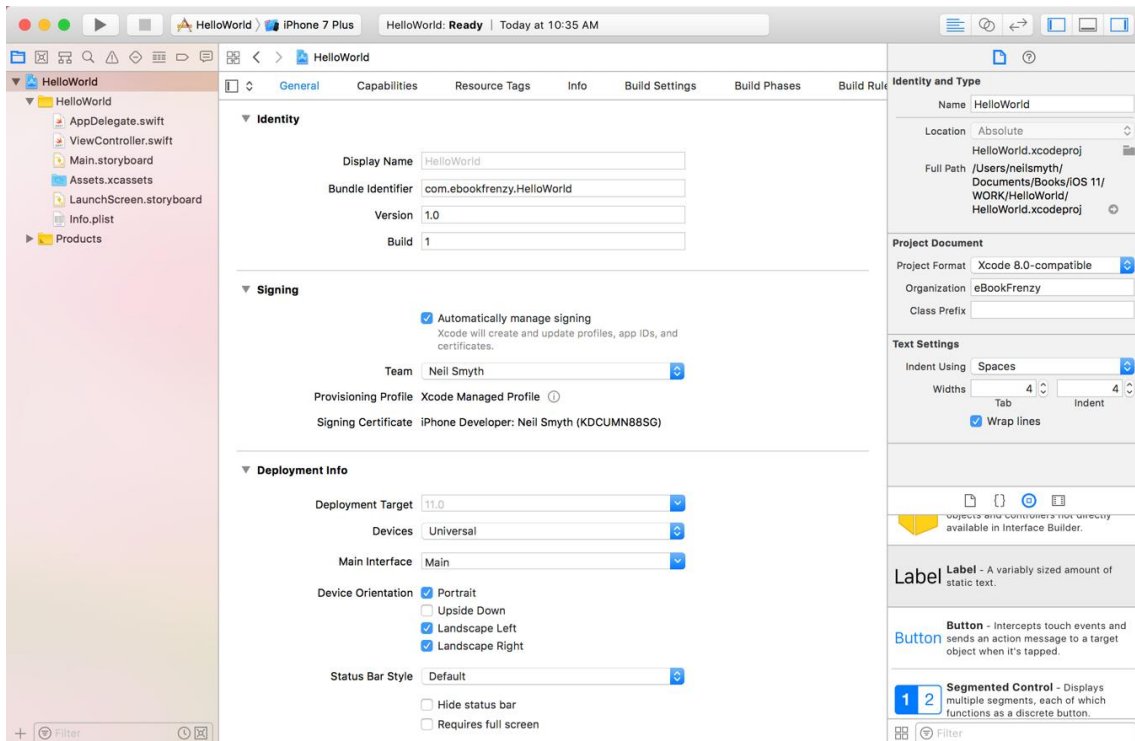 HelloWorld
iPhone 7 Plus
HelloWorld: Ready
Today at 10:35 AM
HelloWorld
HelloWorld
AppDelegate.swift
ViewController.swift
Main.storyboard
Assets.xcassets
LaunchScreen.storyboard
Info.plist
Products
Filter
HelloWorld
General
Capabilities
Resource Tags
Info
Build Settings
Build Phases
Build Rule
Identity
Display Name HelloWorld
Bundle Identifier com.ebookfrenzy.HelloWorld
Version 1.0
Build 1
Signing
Automatically manage signing
Xcode will create and update profiles, app IDs, and
certificates.
Team Neil Smyth
Provisioning Profile Xcode Managed Profile
Signing Certificate iPhone Developer: Neil Smyth (KDCUMN88SG)
Deployment Info
Deployment Target 11.0
Devices Universal
Main Interface Main
Device Orientation Portrait
Upside Down
Landscape Left
Landscape Right
Status Bar Style Default
Hide status bar
Requires full screen
Identity and Type
Name HelloWorld
Location Absolute
HelloWorld.xcodeproj
Full Path /Users/neilsmyth/
Documents/Books/iOS 11/
WORK/HelloWorld/
HelloWorld.xcodeproj
Project Document
Project Format Xcode 8.0-compatible
Organization eBookFrenzy
Class Prefix
Text Settings
Indent Using Spaces
Widths 4 4
Tab Indent
Wrap lines
{}
objects and controllers not directly
available in Interface Builder.
Label
Label - A variably sized amount of
static text.
Button
Button - Intercepts touch events and
sends an action message to a target
object when it's tapped.
1 2
Segmented Control - Displays
multiple segments, each of which
functions as a discrete button.
Filter